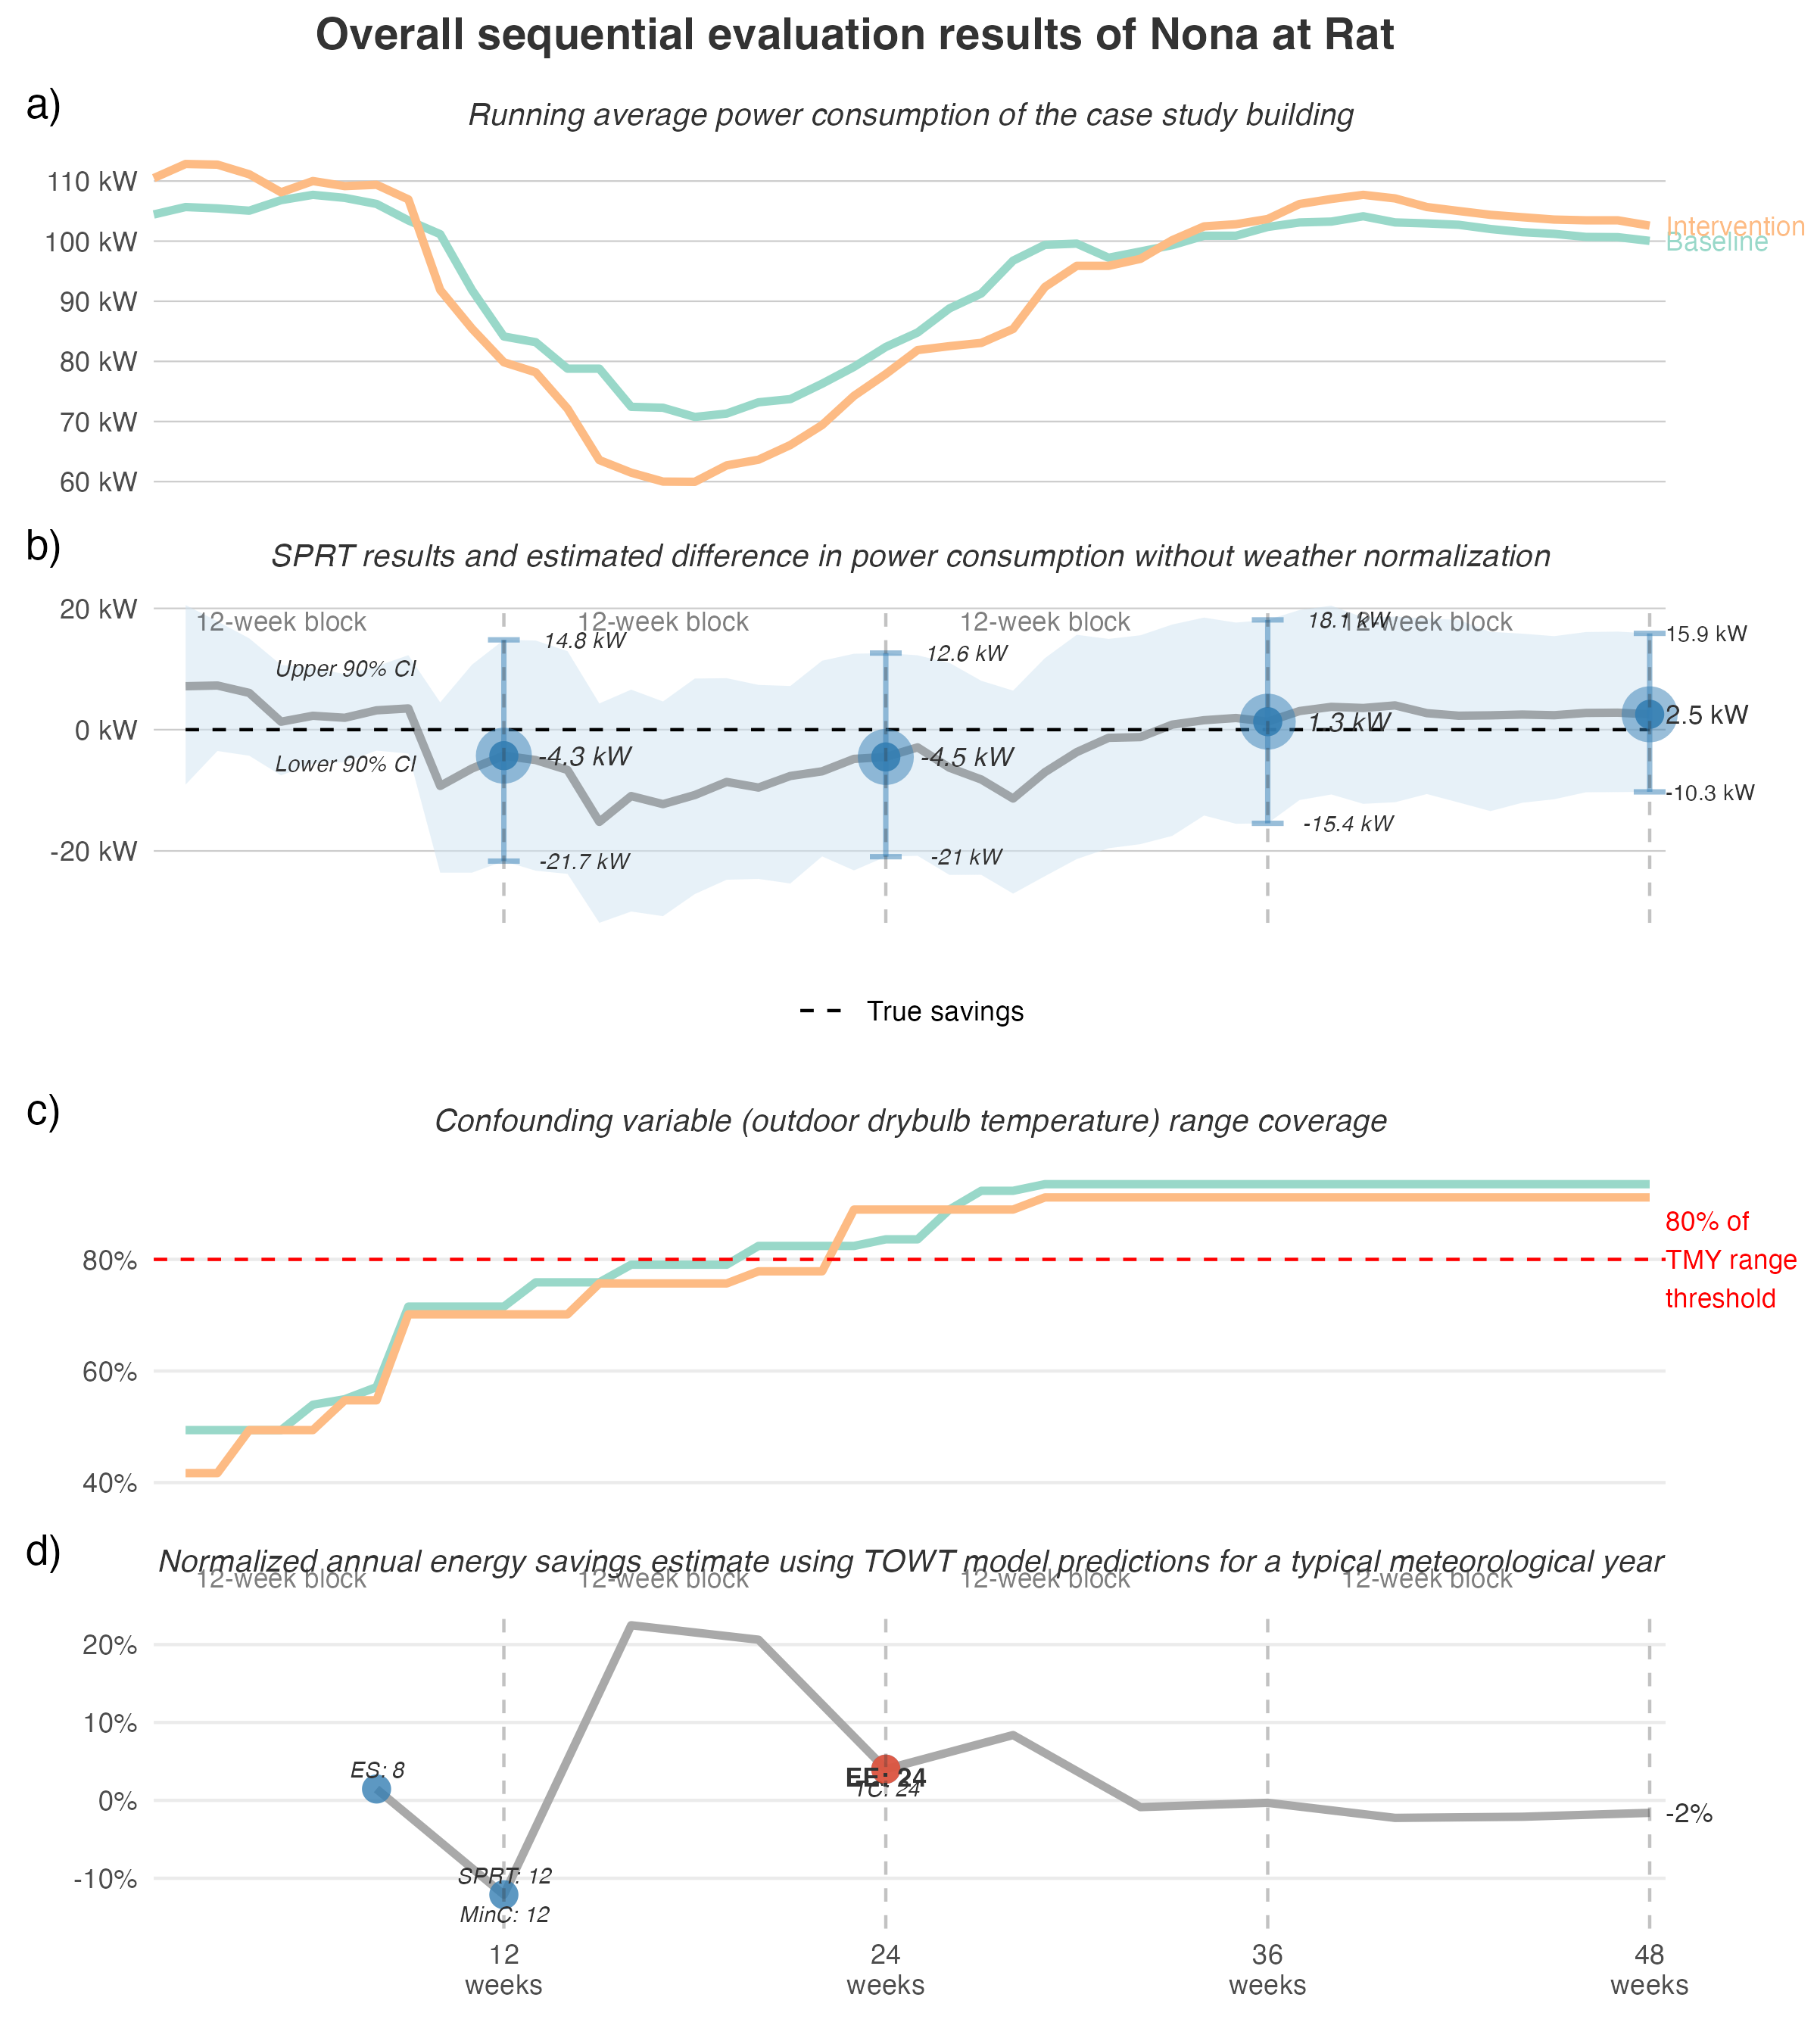 Overall sequential evaluation results of Nona at Rat
a)
Running average power consumption of the case study building
110 kW
100 kW
90 kW
80 kW
70 kW
60 kW
Intervention
Baseline
b)
SPRT results and estimated difference in power consumption without weather normalization
20 kW
0 kW
-20 kW
12-week block
12-week block
12-week block
12-week block
Upper 90% CI
Lower 90% CI
14.8 kW
-4.3 kW
-21.7 kW
12.6 kW
-4.5 kW
-21 kW
18.1 kW
1.3 kW
-15.4 kW
15.9 kW
2.5 kW
-10.3 kW
True savings
c)
Confounding variable (outdoor drybulb temperature) range coverage
80%
60%
40%
80% of
TMY range
threshold
d)
Normalized annual energy savings estimate using TOWT model predictions for a typical meteorological year
12-week block
12-week block
12-week block
12-week block
20%
10%
0%
-10%
ES: 8
SPRT: 12
MinC: 12
EE: 24
TC: 24
-2%
12
weeks
24
weeks
36
weeks
48
weeks